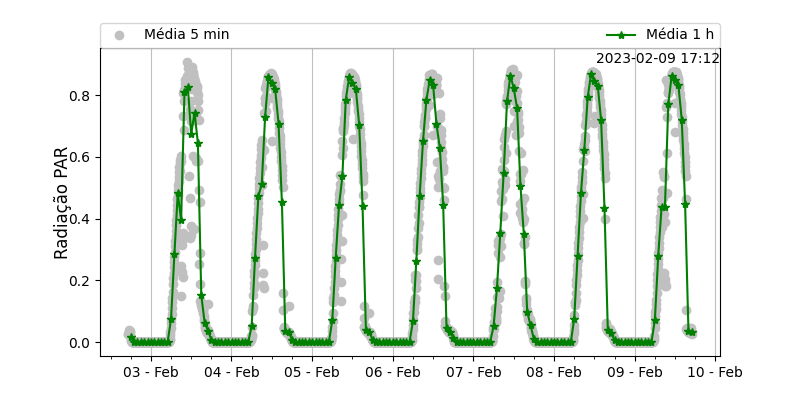 Média 5 min
Média 1 h
2023-02-09 17:12
Radiação PAR
0.8
0.6
0.4
0.2
0.0
03 - Feb
04 - Feb
05 - Feb
06 - Feb
07 - Feb
08 - Feb
09 - Feb
10 - Feb